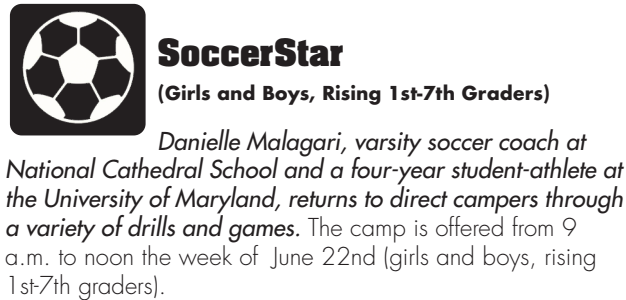 SoccerStar
(Girls and Boys, Rising 1st-7th Graders)
Danielle Malagari, varsity soccer coach at
National Cathedral School and a four-year student-athlete at
the University of Maryland, returns to direct campers through
a variety of drills and games. The camp is offered from 9
a.m. to noon the week of  June 22nd (girls and boys, rising
1st-7th graders).